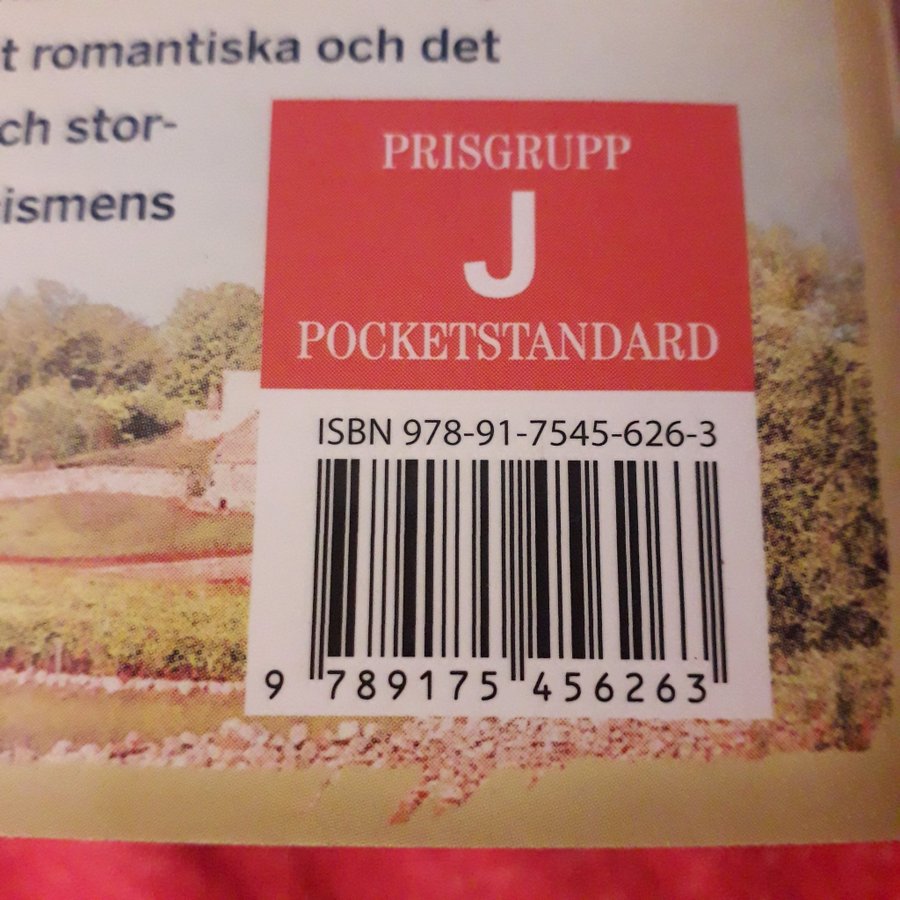 t romantiska och det
ch stor-
ismens
PRISGRUPP
J
POCKETSTANDARD
ISBN 978-91-7545-626-3
9 789175 456263